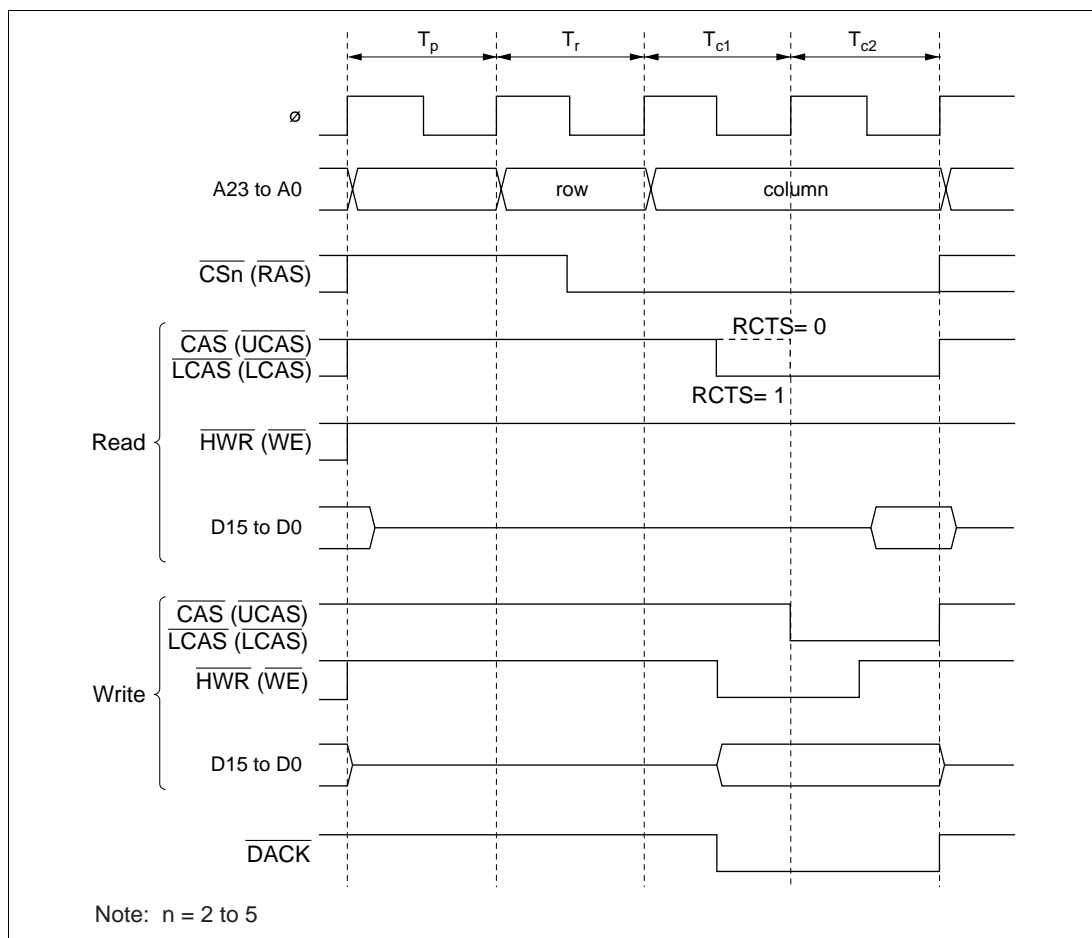 Tp Tr Tc1 Tc2
ø
A23 to A0 row column
CSn (RAS)
RCTS= 0
CAS (UCAS)
LCAS (LCAS)
RCTS= 1
Read HWR (WE)
D15 to D0
CAS (UCAS)
LCAS (LCAS)
HWR (WE)
Write
D15 to D0
DACK
Note: n = 2 to 5